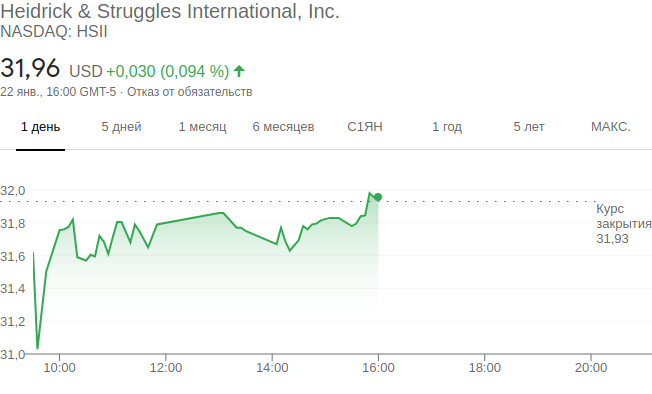 Heidrick & Struggles International, Inc.
NASDAQ: HSII
31,96 USD +0,030 (0,094 %)
22 янв., 16:00 GMT-5 · Отказ от обязательств
1 день 5 дней 1 месяц 6 месяцев С1ЯН 1 год 5 лет МАКС.
32,0
31,8
31,6
31,4
31,2
31,0
Курс
закрытия
31,93
10:00 12:00 14:00 16:00 18:00 20:00